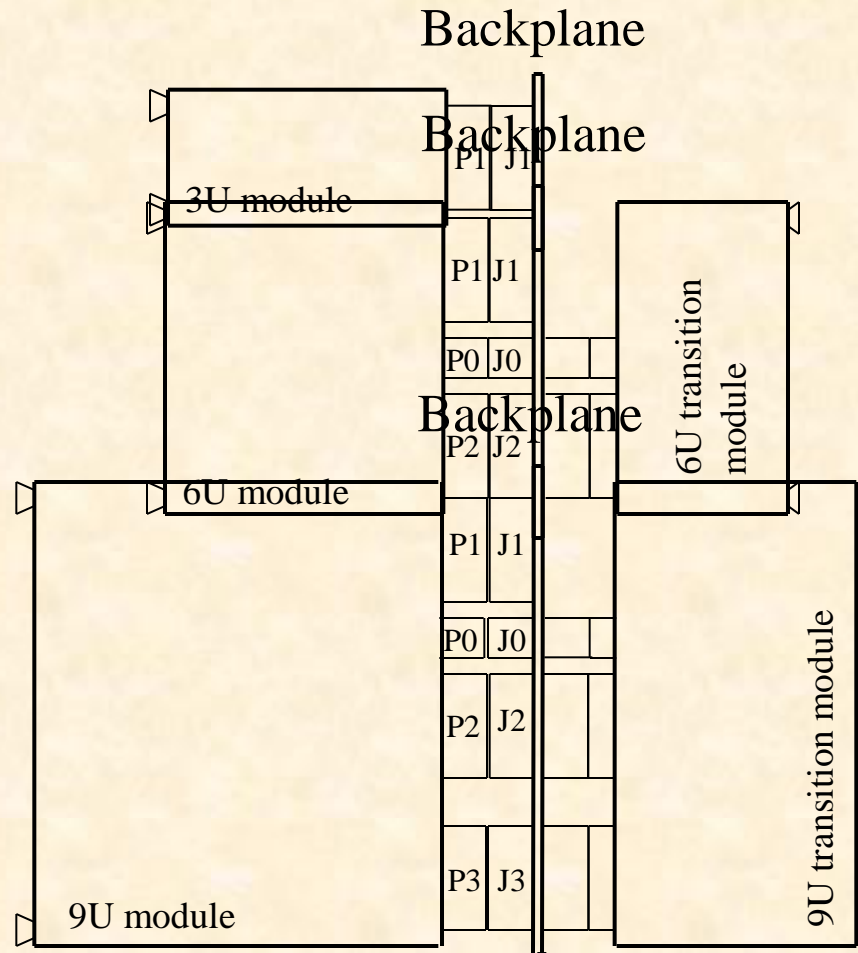 Backplane
Backplane
P1 J1
3U module
P1 J1
P0 J0
6U transition
module
Backplane
P2 J2
6U module
P1 J1
P0 J0
P2 J2
9U transition module
P3 J3
9U module